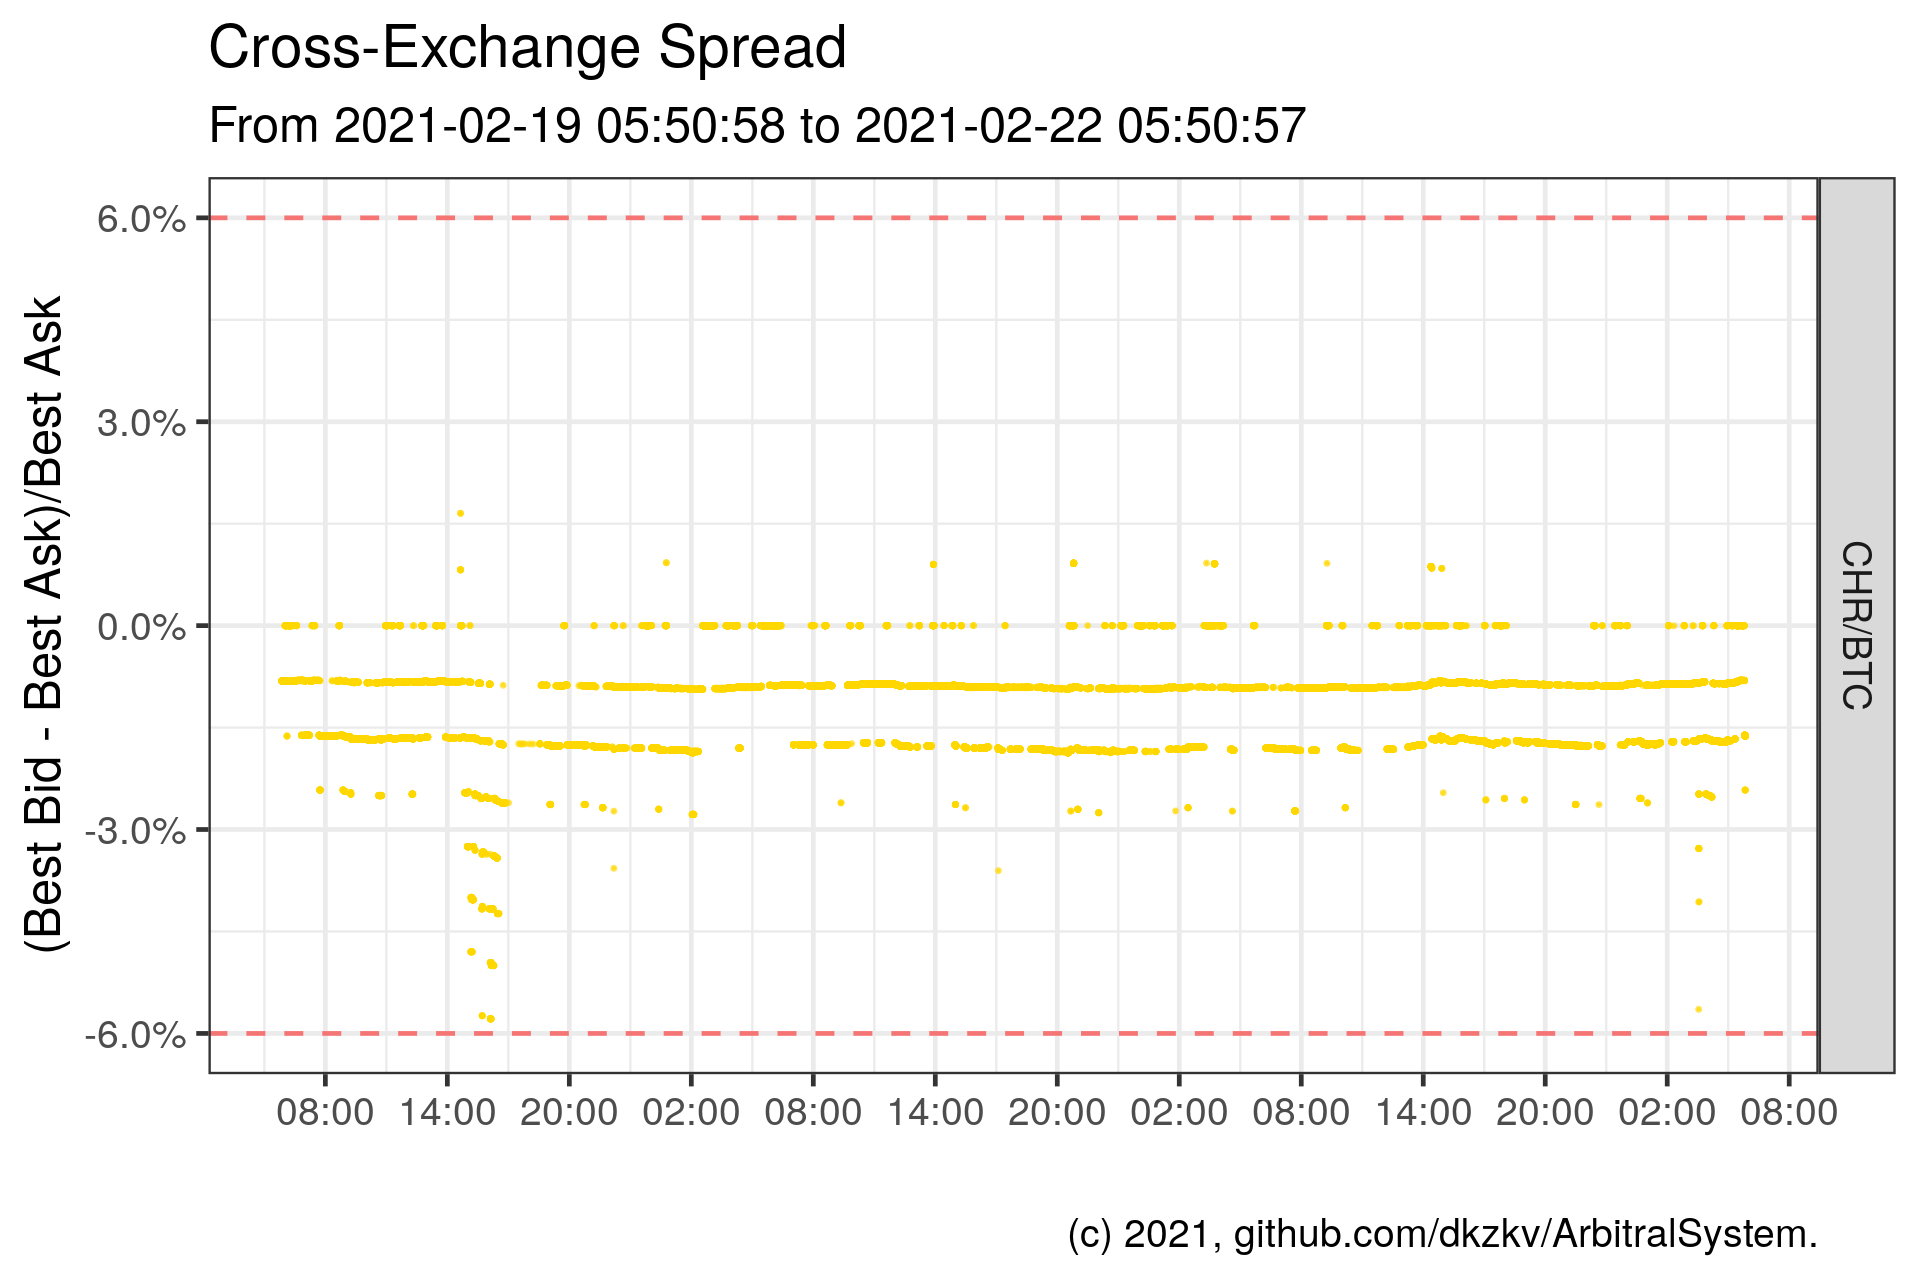 Cross-Exchange Spread
From 2021-02-19 05:50:58 to 2021-02-22 05:50:57
(Best Bid - Best Ask)/Best Ask
6.0%
3.0%
0.0%
-3.0%
-6.0%
CHR/BTC
08:00 14:00 20:00 02:00 08:00 14:00 20:00 02:00 08:00 14:00 20:00 02:00 08:00
(c) 2021, github.com/dkzkv/ArbitralSystem.